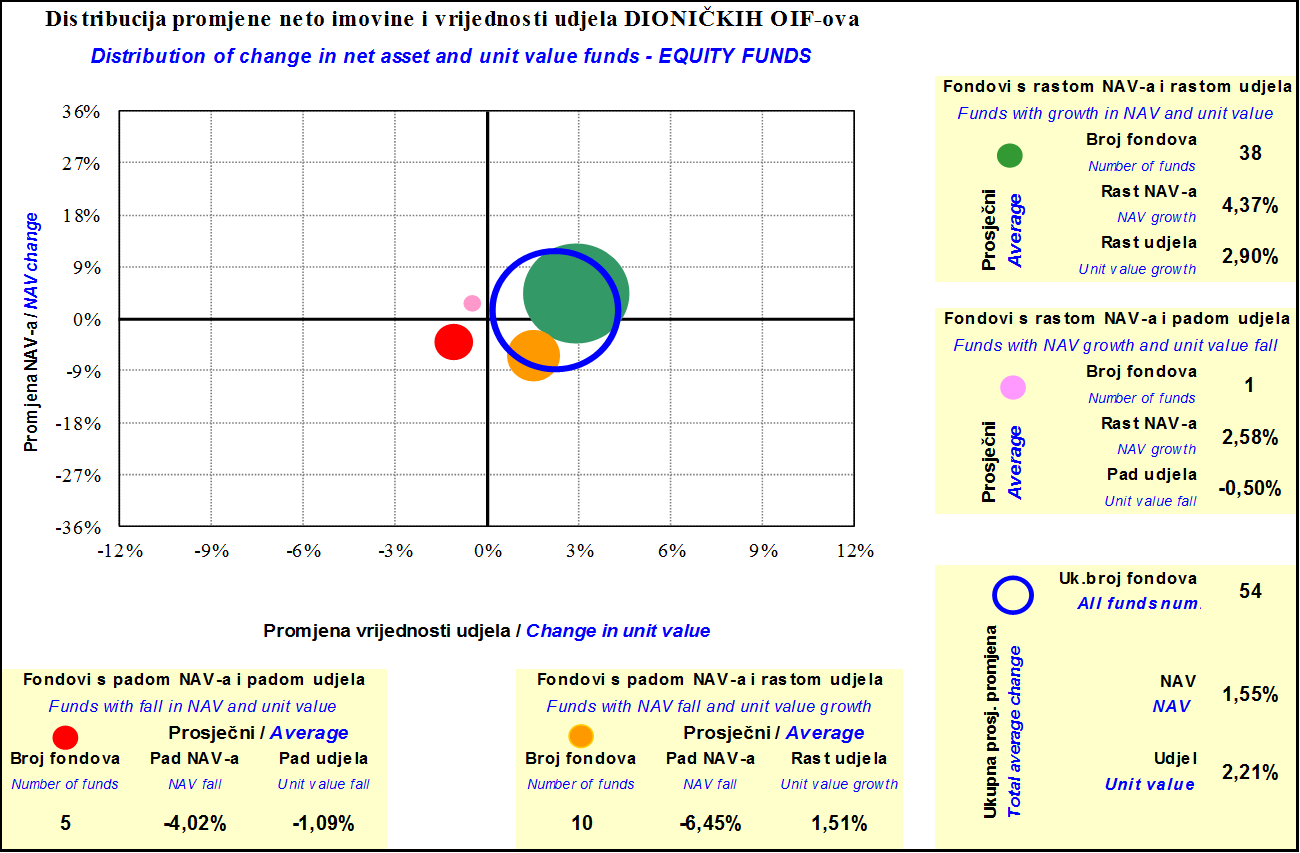 Distribucija promjene neto imovine i vrijednosti udjela DIONIČKIH OIF-ova
Distribution of change in net asset and unit value funds - EQUITY FUNDS
36%
27%
18%
9%
0%
-9%
-18%
-27%
-36%
-12%
-9%
-6%
-3%
0%
3%
6%
9%
12%
Promjena NAV-a / NAV change
Promjena vrijednosti udjela / Change in unit value
Fondovi s rastom NAV-a i rastom udjela
Funds with growth in NAV and unit value
Prosječni
Average
Broj fondova
Number of funds
38
Rast NAV-a
NAV growth
4,37%
Rast udjela
Unit value growth
2,90%
Fondovi s rastom NAV-a i padom udjela
Funds with NAV growth and unit value fall
Prosječni
Average
Broj fondova
Number of funds
1
Rast NAV-a
NAV growth
2,58%
Pad udjela
Unit value fall
-0,50%
Ukupna prosj. promjena
Total average change
Uk.broj fondova
All funds num.
54
NAV
NAV
1,55%
Udjel
Unit value
2,21%
Fondovi s padom NAV-a i padom udjela
Funds with fall in NAV and unit value
Prosječni / Average
Broj fondova Pad NAV-a Pad udjela
Number of funds NAV fall Unit value fall
5 -4,02% -1,09%
Fondovi s padom NAV-a i rastom udjela
Funds with NAV fall and unit value growth
Prosječni / Average
Broj fondova Pad NAV-a Rast udjela
Number of funds NAV fall Unit value growth
10 -6,45% 1,51%